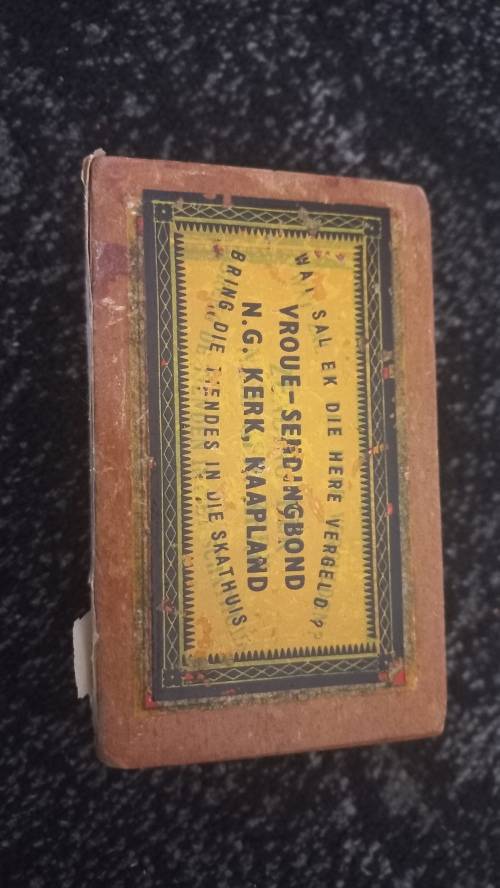 WAT SAL EK DIE HERE VERGELD?
VROUE-SENDINGBOND
N.G. KERK, KAAPLAND
BRING DIE TIENDES IN DIE SKATHUIS